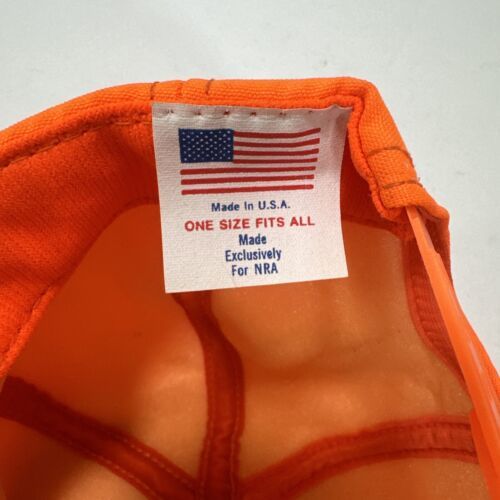 Made In U.S.A.
ONE SIZE FITS ALL
Made
Exclusively
For NRA